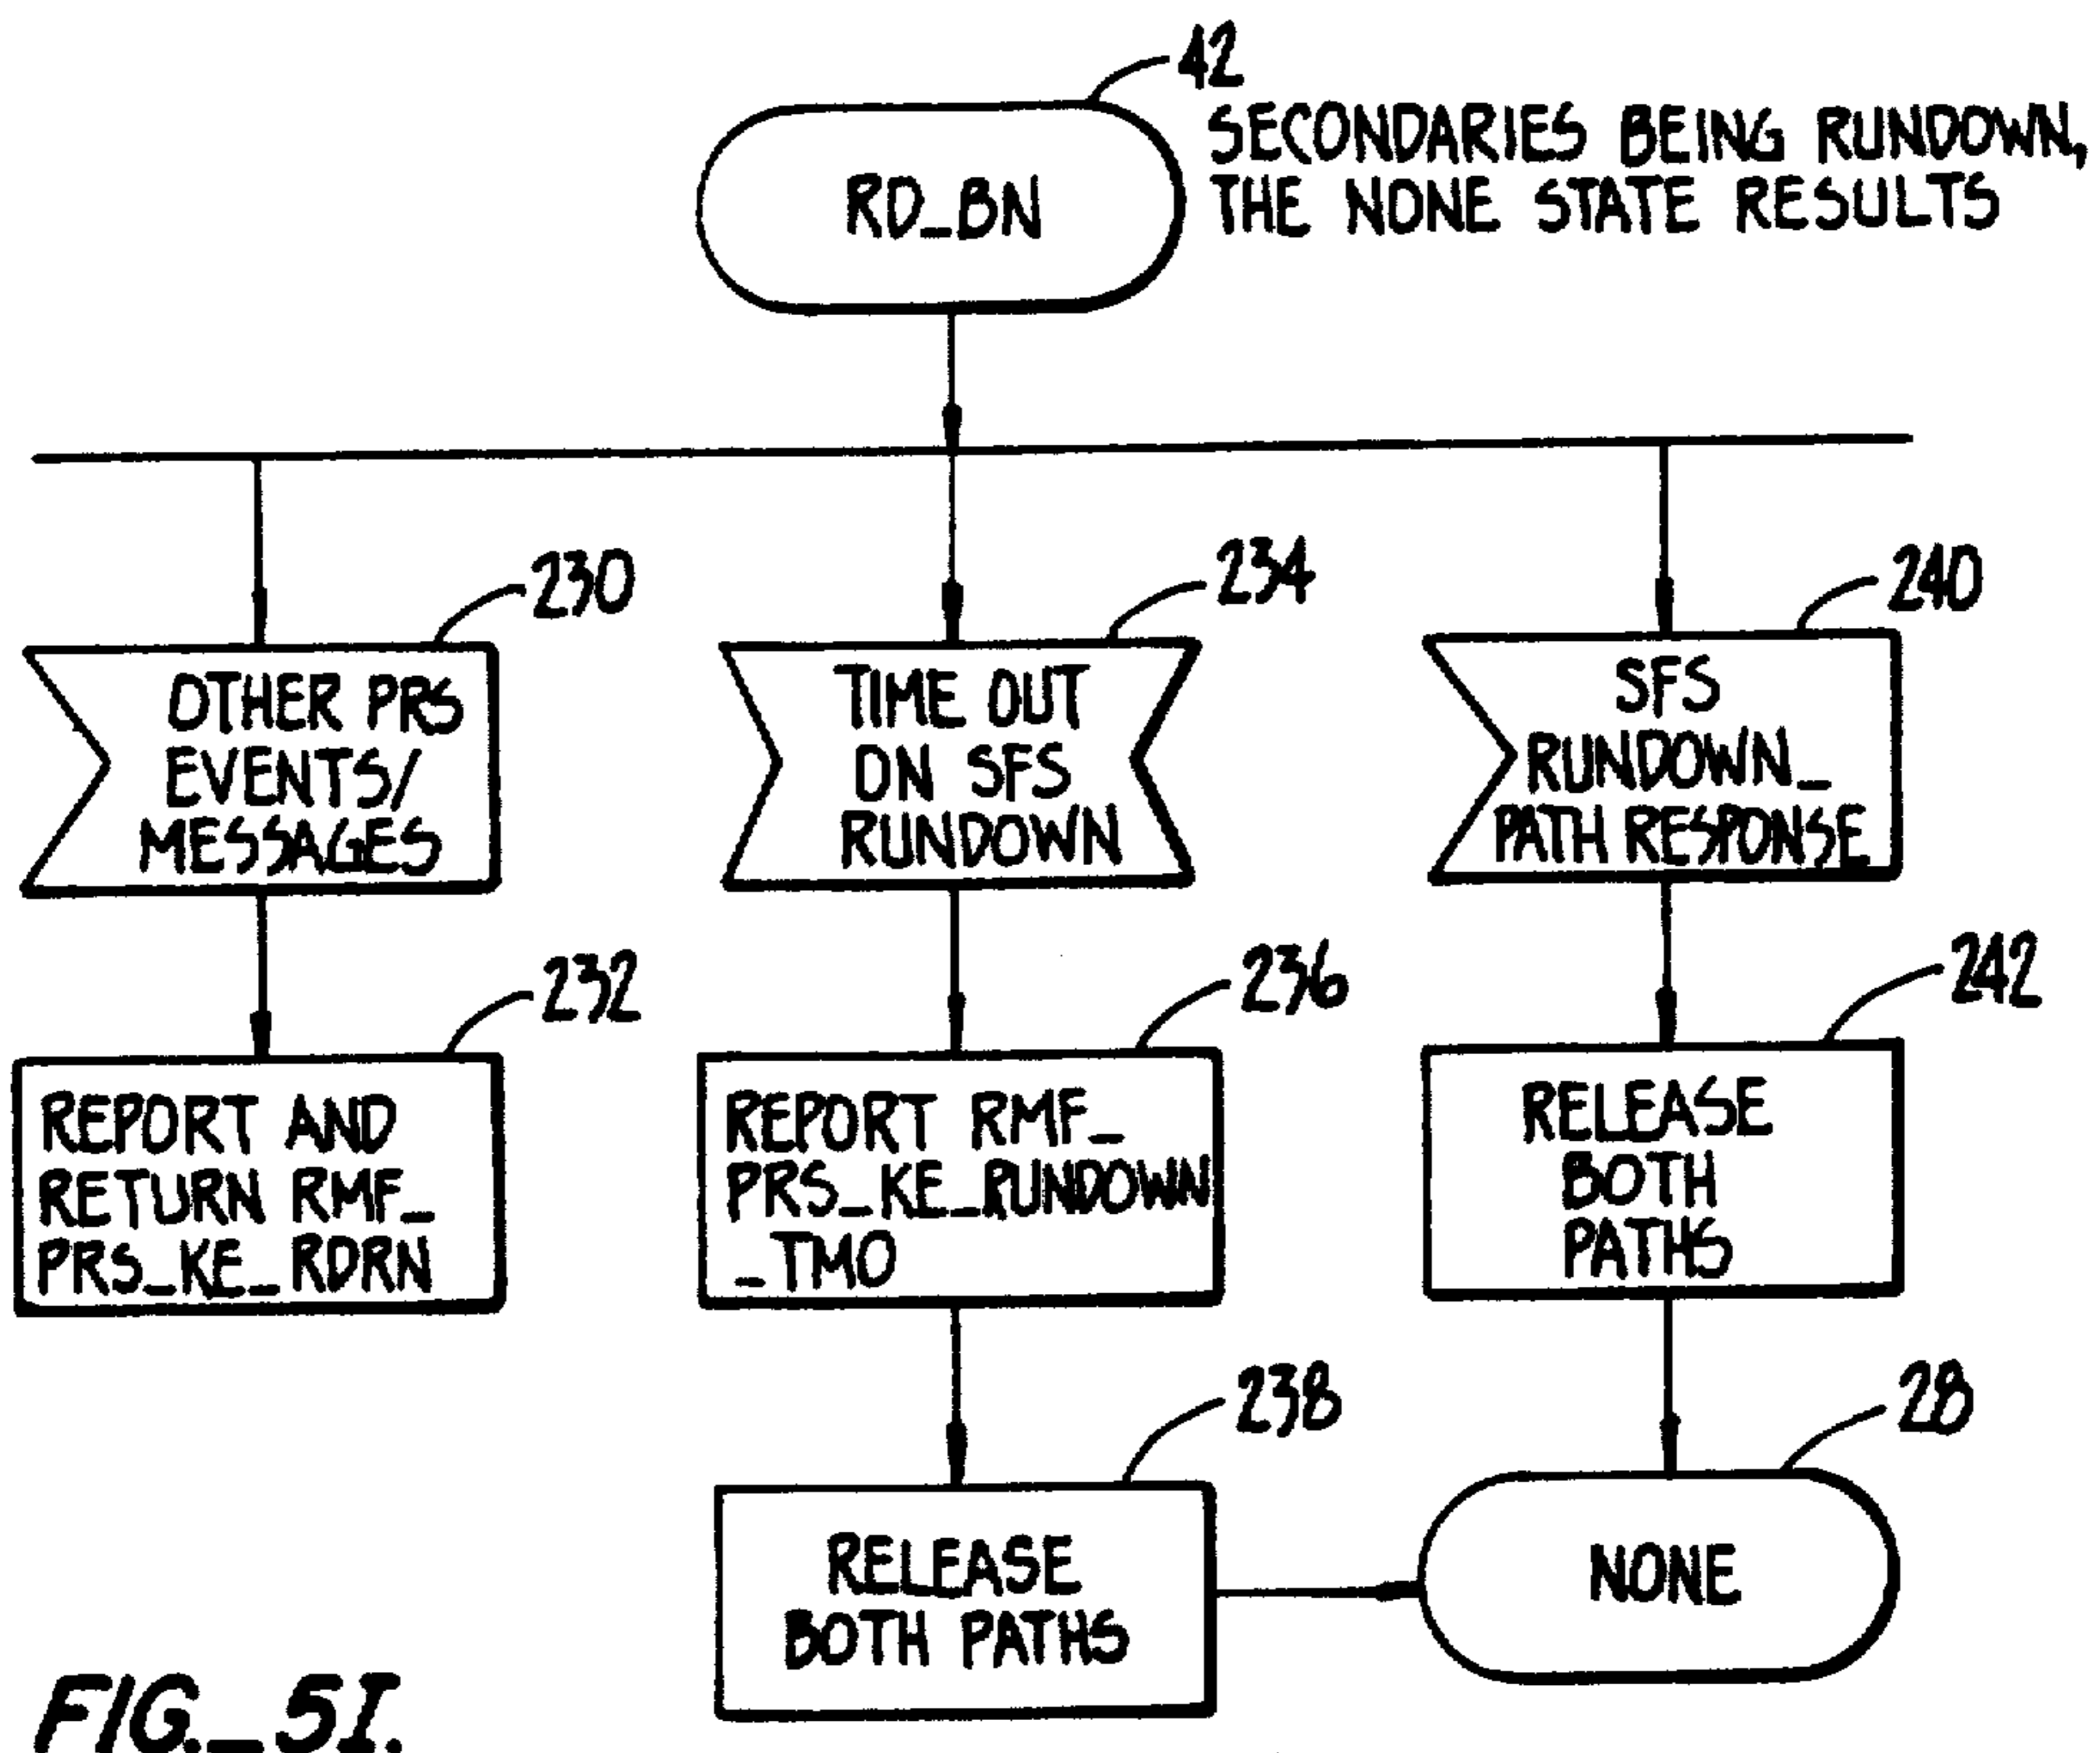 42
SECONDARIES BEING RUNDOWN,
THE NONE STATE RESULTS
RD_BN
230
OTHER PRS
EVENTS/
MESSAGES
234
TIME OUT
ON SFS
RUNDOWN
240
SFS
RUNDOWN_
PATH RESPONSE
232
REPORT AND
RETURN RMF_
PRS_KE_RDRN
236
REPORT RMF_
PRS_KE_RUNDOWN
_TMO
242
RELEASE
BOTH
PATHS
238
RELEASE
BOTH PATHS
28
NONE
FIG._5I.